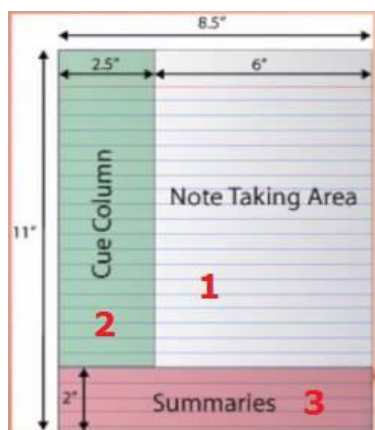 8.5"
2.5"
6"
11"
Cue Column
Note Taking Area
1
2
2"
Summaries 3